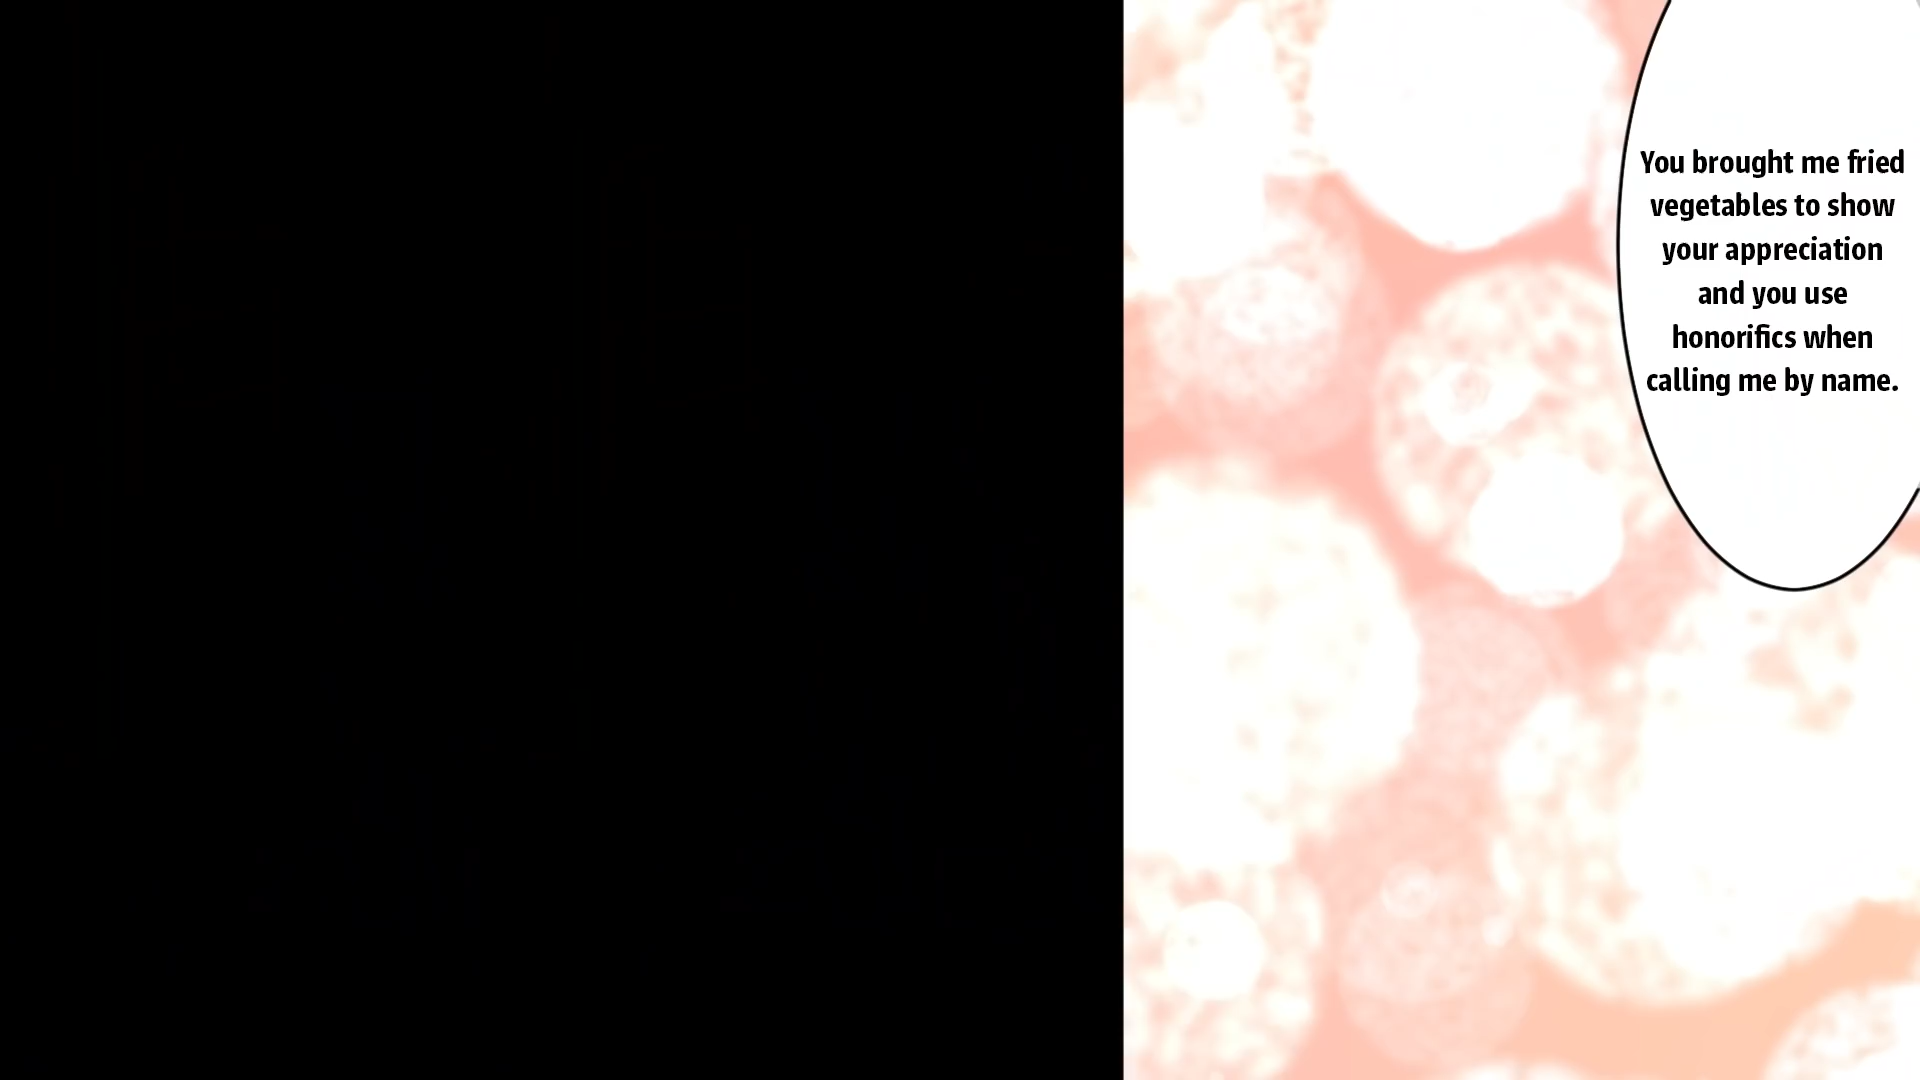 You brought me fried
vegetables to show
your appreciation
and you use
honorifics when
calling me by name.